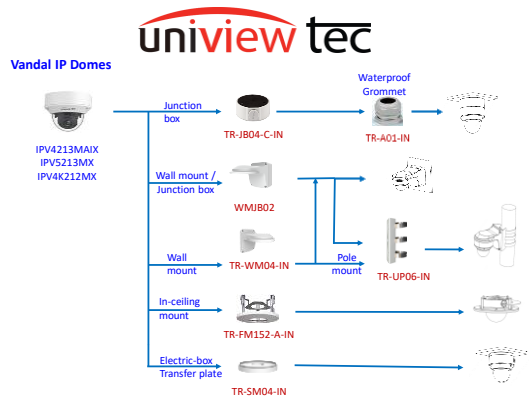 uniview tec
Vandal IP Domes
IPV4213MAIX
IPV5213MX
IPV4K212MX
Junction
box
TR-JB04-C-IN
Waterproof
Grommet
TR-A01-IN
Wall mount /
Junction box
WMJB02
Wall
mount
TR-WM04-IN
Pole
mount
TR-UP06-IN
In-ceiling
mount
TR-FM152-A-IN
Electric-box
Transfer plate
TR-SM04-IN